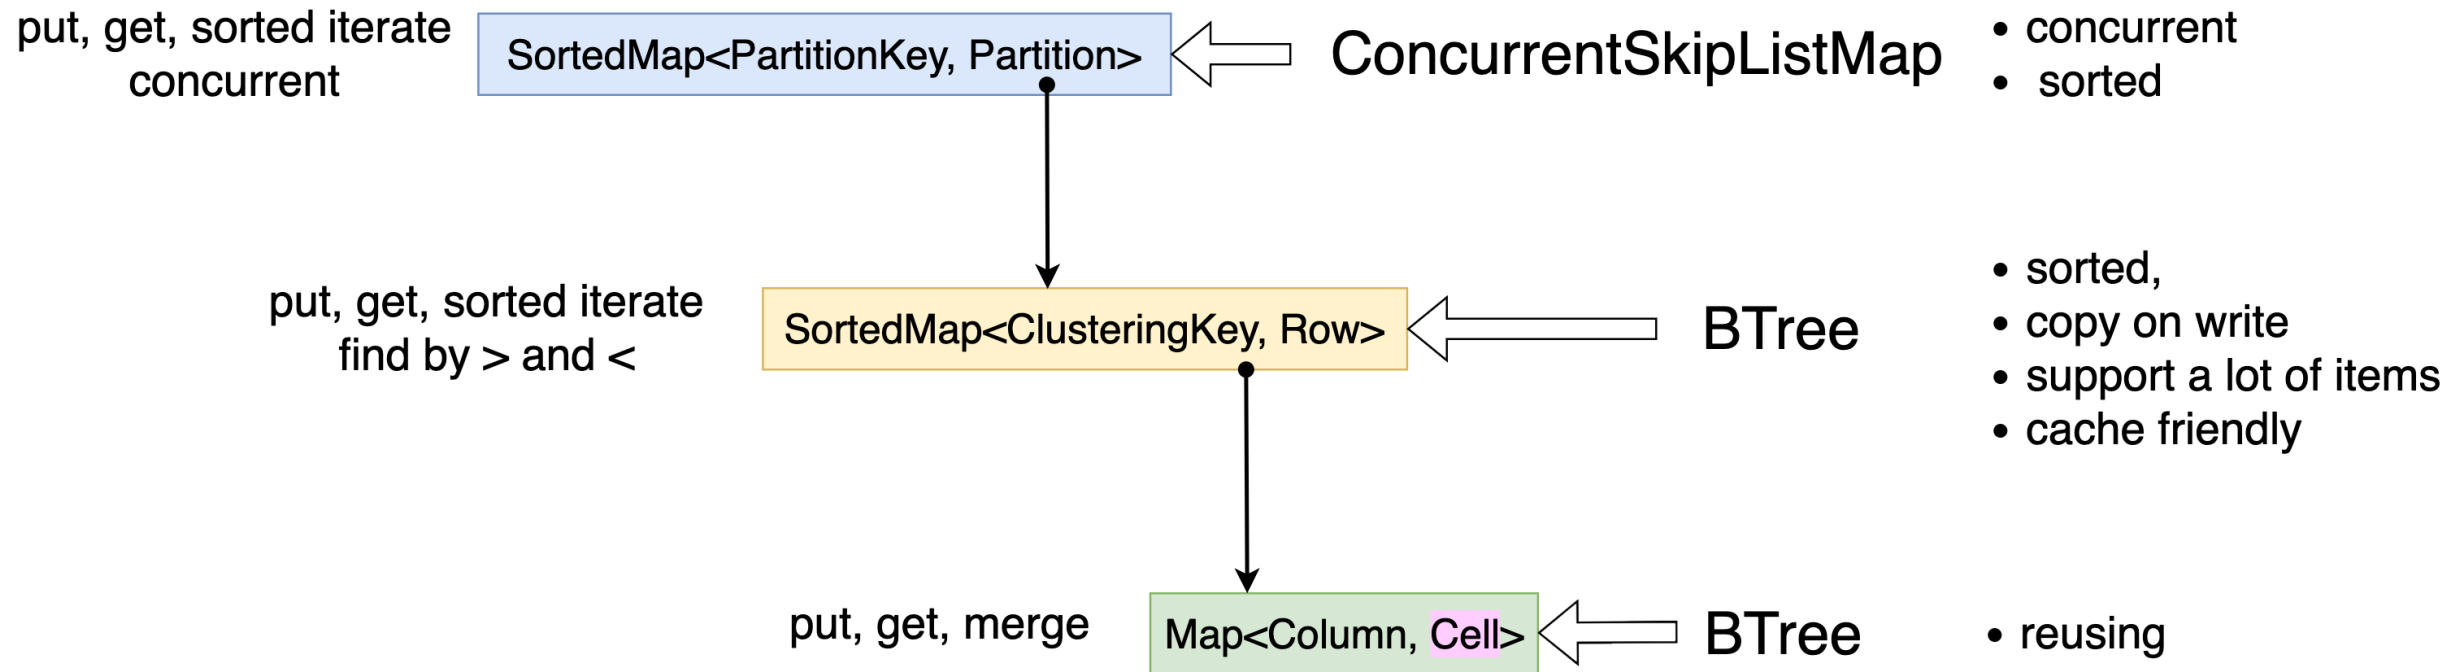 put, get, sorted iterate
concurrent
SortedMap<PartitionKey, Partition>
ConcurrentSkipListMap
• concurrent
• sorted
put, get, sorted iterate
find by > and <
SortedMap<ClusteringKey, Row>
BTree
• sorted,
• copy on write
• support a lot of items
• cache friendly
put, get, merge
Map<Column, Cell>
BTree
• reusing